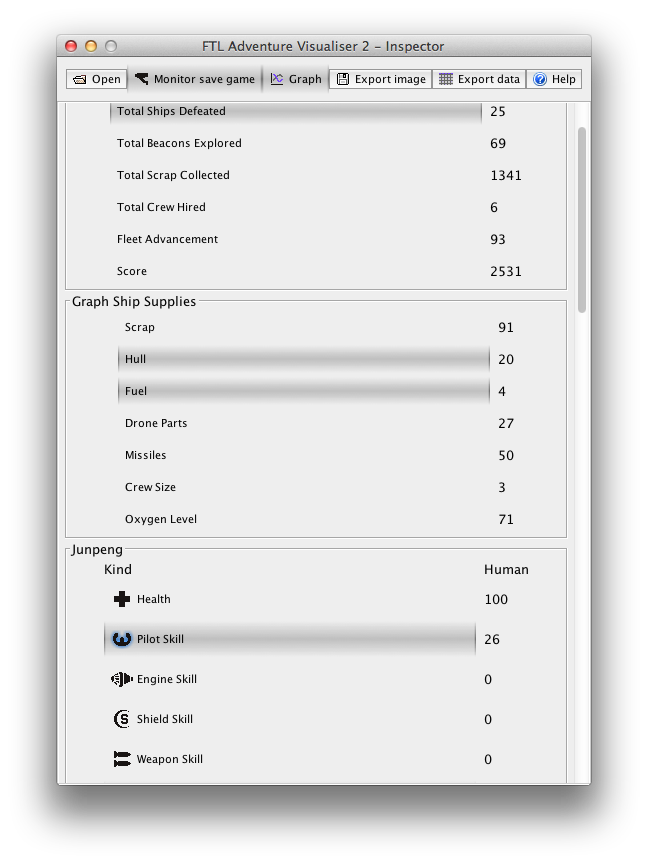 FTL Adventure Visualiser 2 – Inspector
Open Monitor save game Graph Export image Export data Help
Total Ships Defeated 25
Total Beacons Explored 69
Total Scrap Collected 1341
Total Crew Hired 6
Fleet Advancement 93
Score 2531
Graph Ship Supplies
Scrap 91
Hull 20
Fuel 4
Drone Parts 27
Missiles 50
Crew Size 3
Oxygen Level 71
Junpeng
Kind Human
Health 100
Pilot Skill 26
Engine Skill 0
Shield Skill 0
Weapon Skill 0